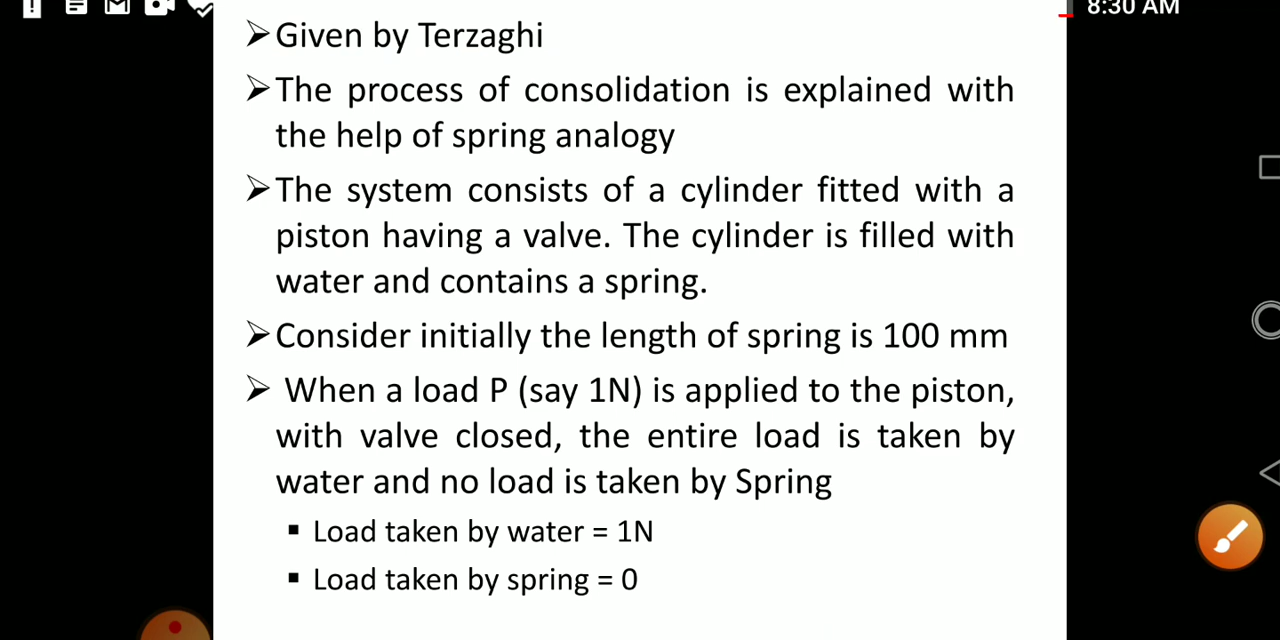 8:30 AM
➢Given by Terzaghi
➢The process of consolidation is explained with
the help of spring analogy
➢The system consists of a cylinder fitted with a
piston having a valve. The cylinder is filled with
water and contains a spring.
➢Consider initially the length of spring is 100 mm
➢ When a load P (say 1N) is applied to the piston,
with valve closed, the entire load is taken by
water and no load is taken by Spring
▪ Load taken by water = 1N
▪ Load taken by spring = 0